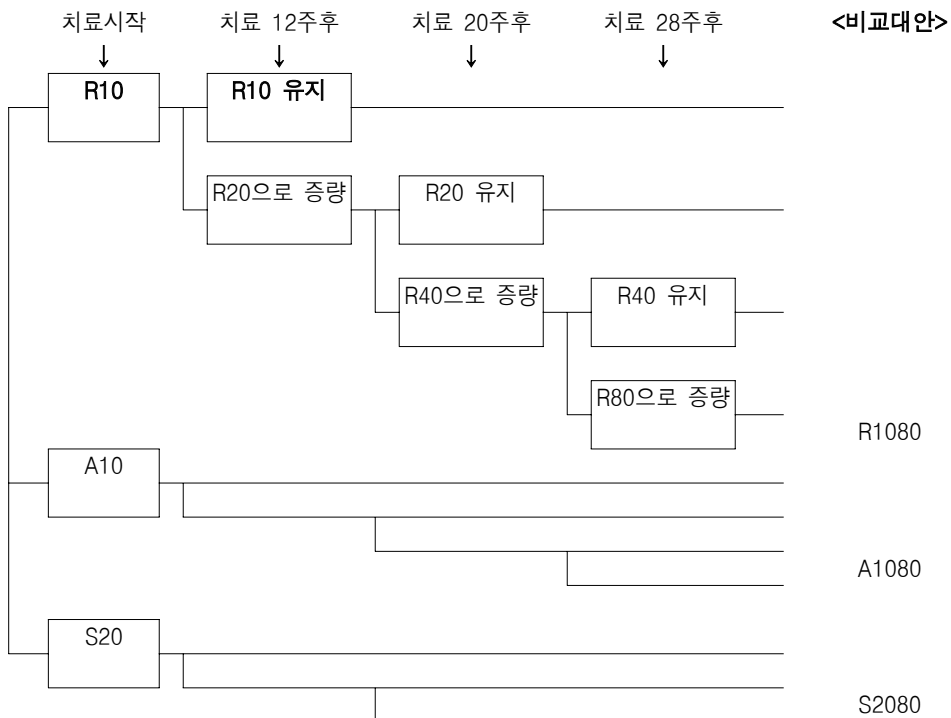 치료시작 치료 12주후 치료 20주후 치료 28주후 <비교대안>
↓ ↓ ↓ ↓
R10 R10 유지
R20으로 증량 R20 유지
R40으로 증량 R40 유지
R80으로 증량
R1080
A10
A1080
S20
S2080